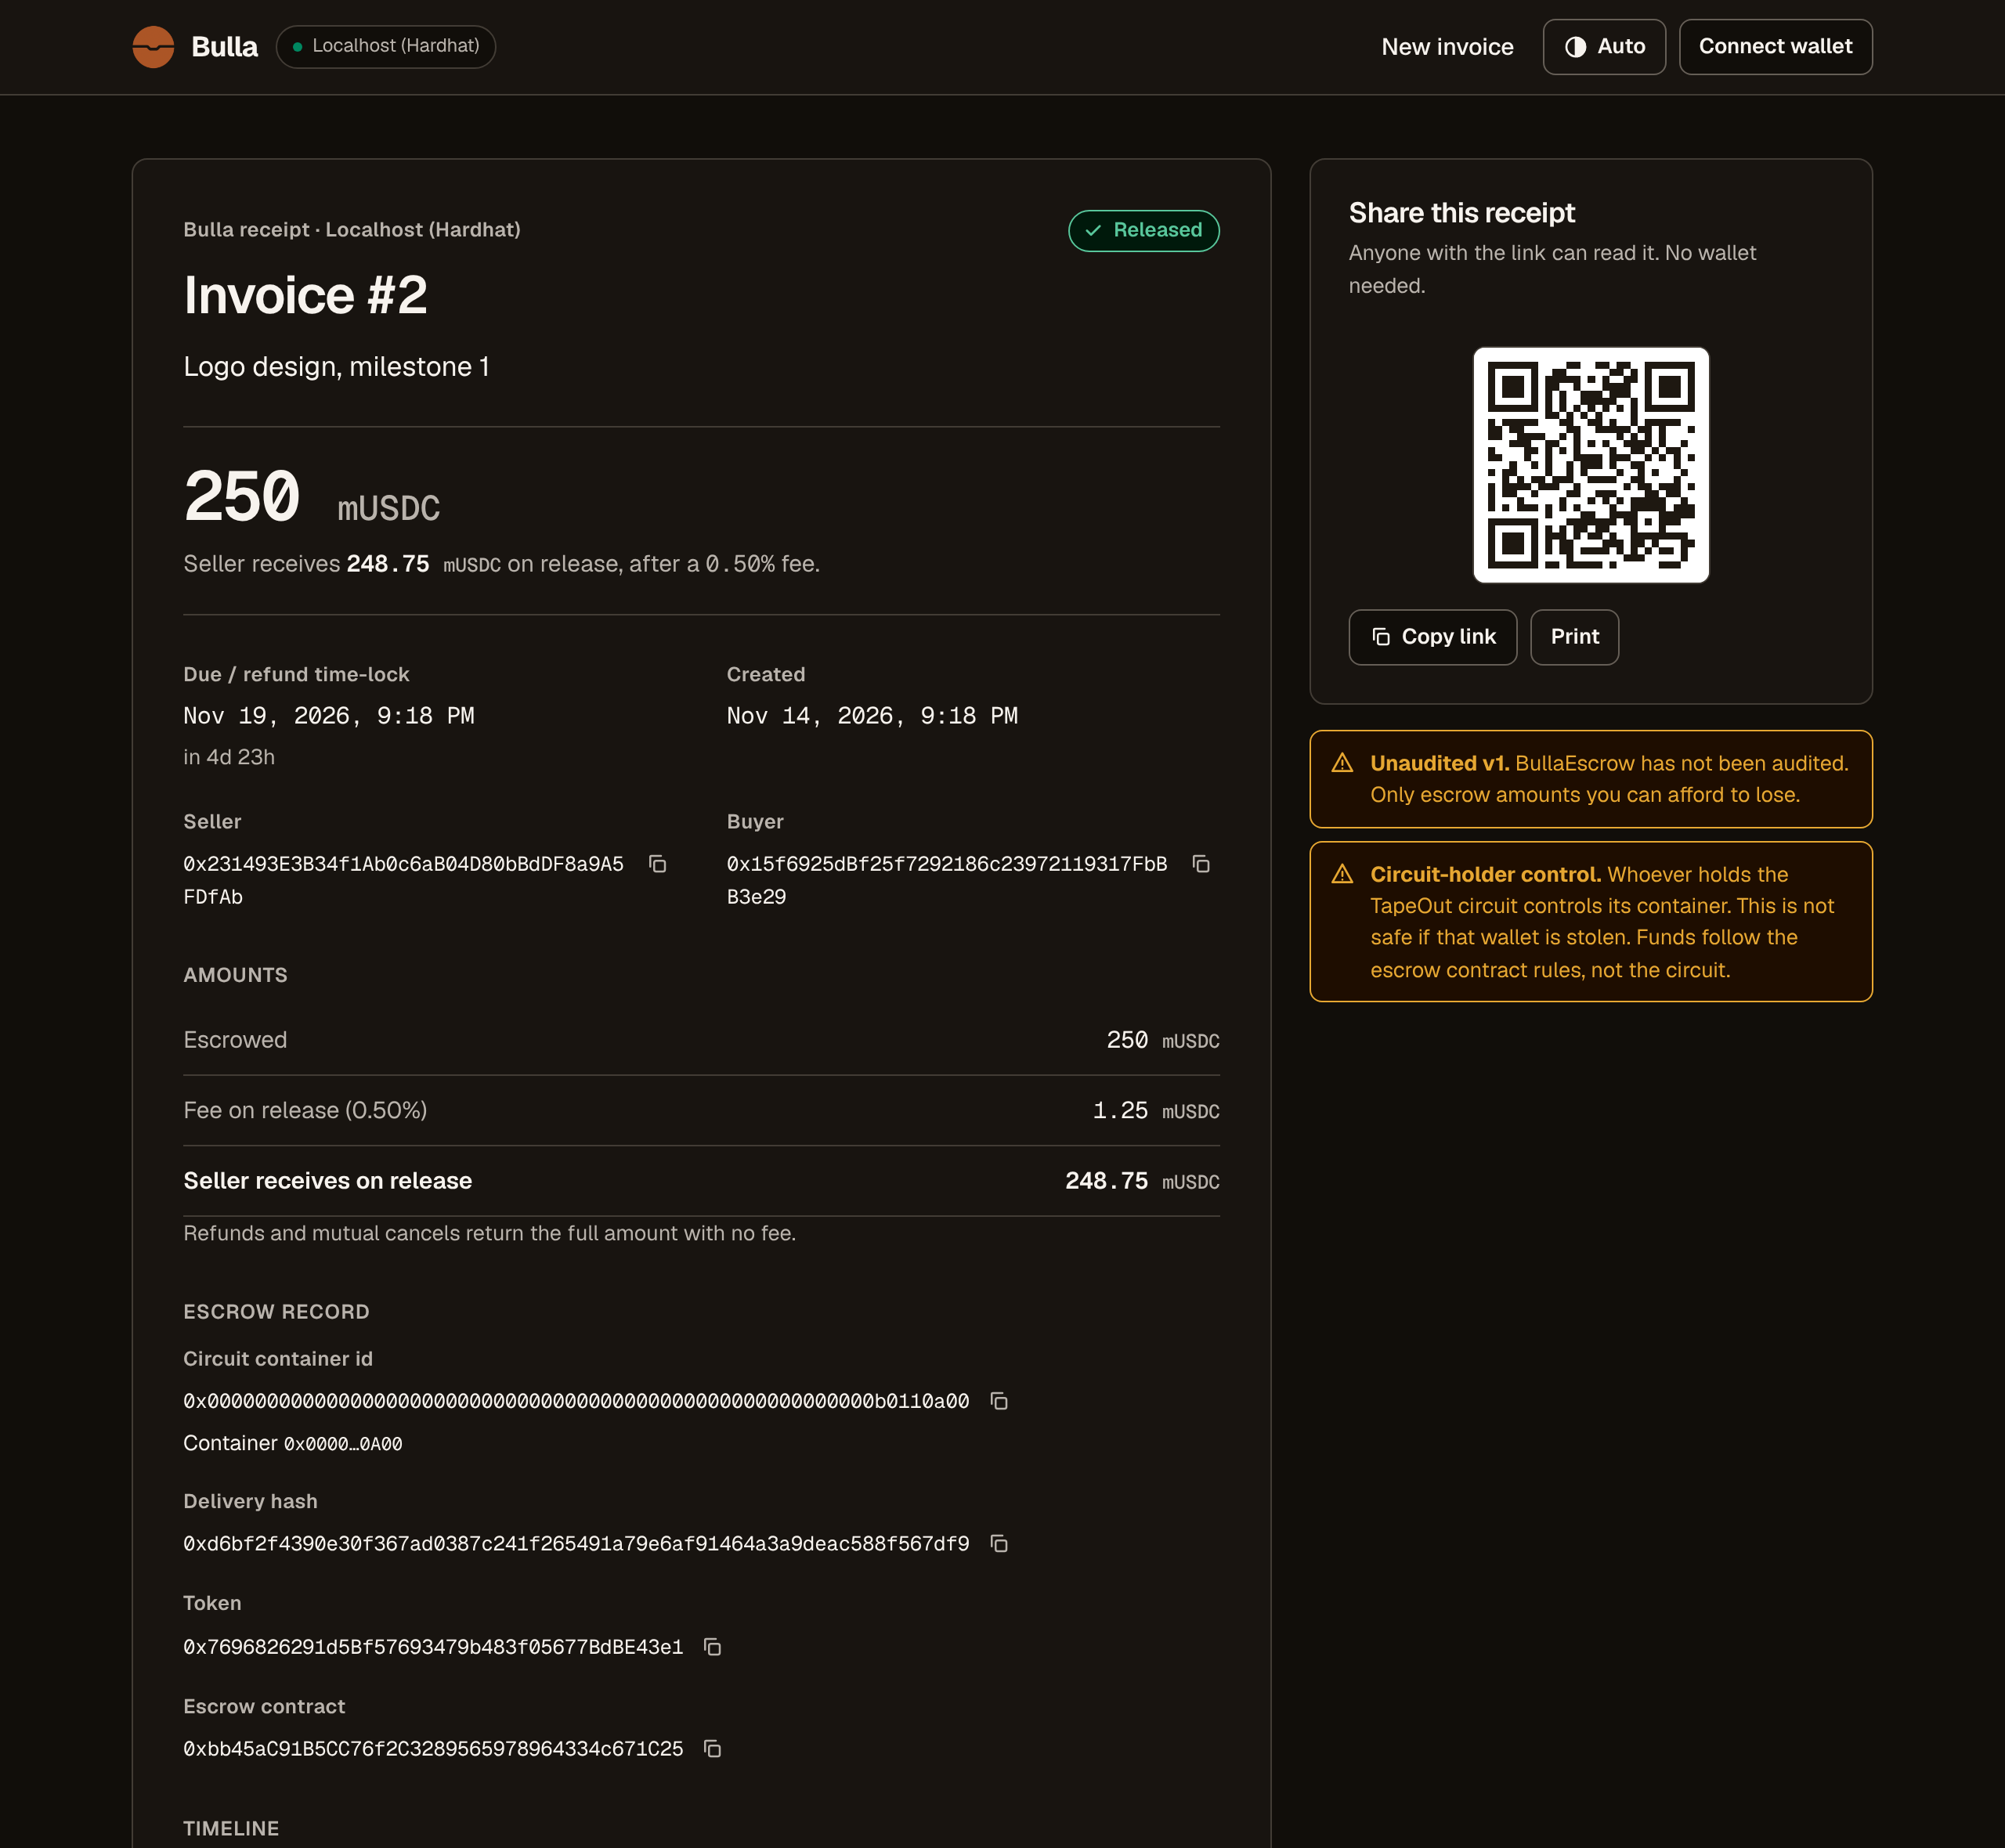 Bulla
Localhost (Hardhat)
New invoice
Auto
Connect wallet
Bulla receipt · Localhost (Hardhat)
Released
Invoice #2
Logo design, milestone 1
250 mUSDC
Seller receives 248.75 mUSDC on release, after a 0.50% fee.
Due / refund time-lock
Nov 19, 2026, 9:18 PM
in 4d 23h
Created
Nov 14, 2026, 9:18 PM
Seller
0x231493E3B34f1Ab0c6aB04D80bBdDF8a9A5
FDfAb
Buyer
0x15f6925dBf25f7292186c23972119317FbB
B3e29
AMOUNTS
Escrowed 250 mUSDC
Fee on release (0.50%) 1.25 mUSDC
Seller receives on release 248.75 mUSDC
Refunds and mutual cancels return the full amount with no fee.
ESCROW RECORD
Circuit container id
0x00000000000000000000000000000000000000000000000000000000b0110a00
Container 0x0000…0A00
Delivery hash
0xd6bf2f4390e30f367ad0387c241f265491a79e6af91464a3a9deac588f567df9
Token
0x7696826291d5Bf57693479b483f05677BdBE43e1
Escrow contract
0xbb45aC91B5CC76f2C3289565978964334c671C25
TIMELINE
Share this receipt
Anyone with the link can read it. No wallet
needed.
Copy link
Print
Unaudited v1. BullaEscrow has not been audited.
Only escrow amounts you can afford to lose.
Circuit-holder control. Whoever holds the
TapeOut circuit controls its container. This is not
safe if that wallet is stolen. Funds follow the
escrow contract rules, not the circuit.